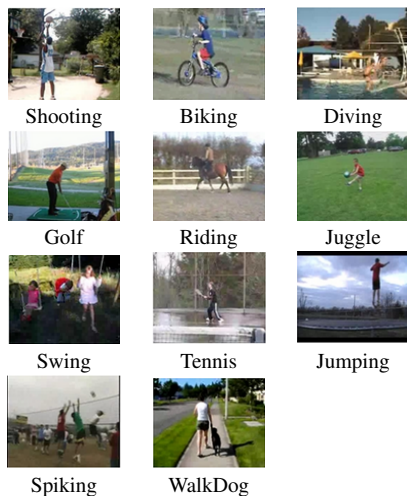 Shooting
Biking
Diving
Golf
Riding
Juggle
Swing
Tennis
Jumping
Spiking
WalkDog